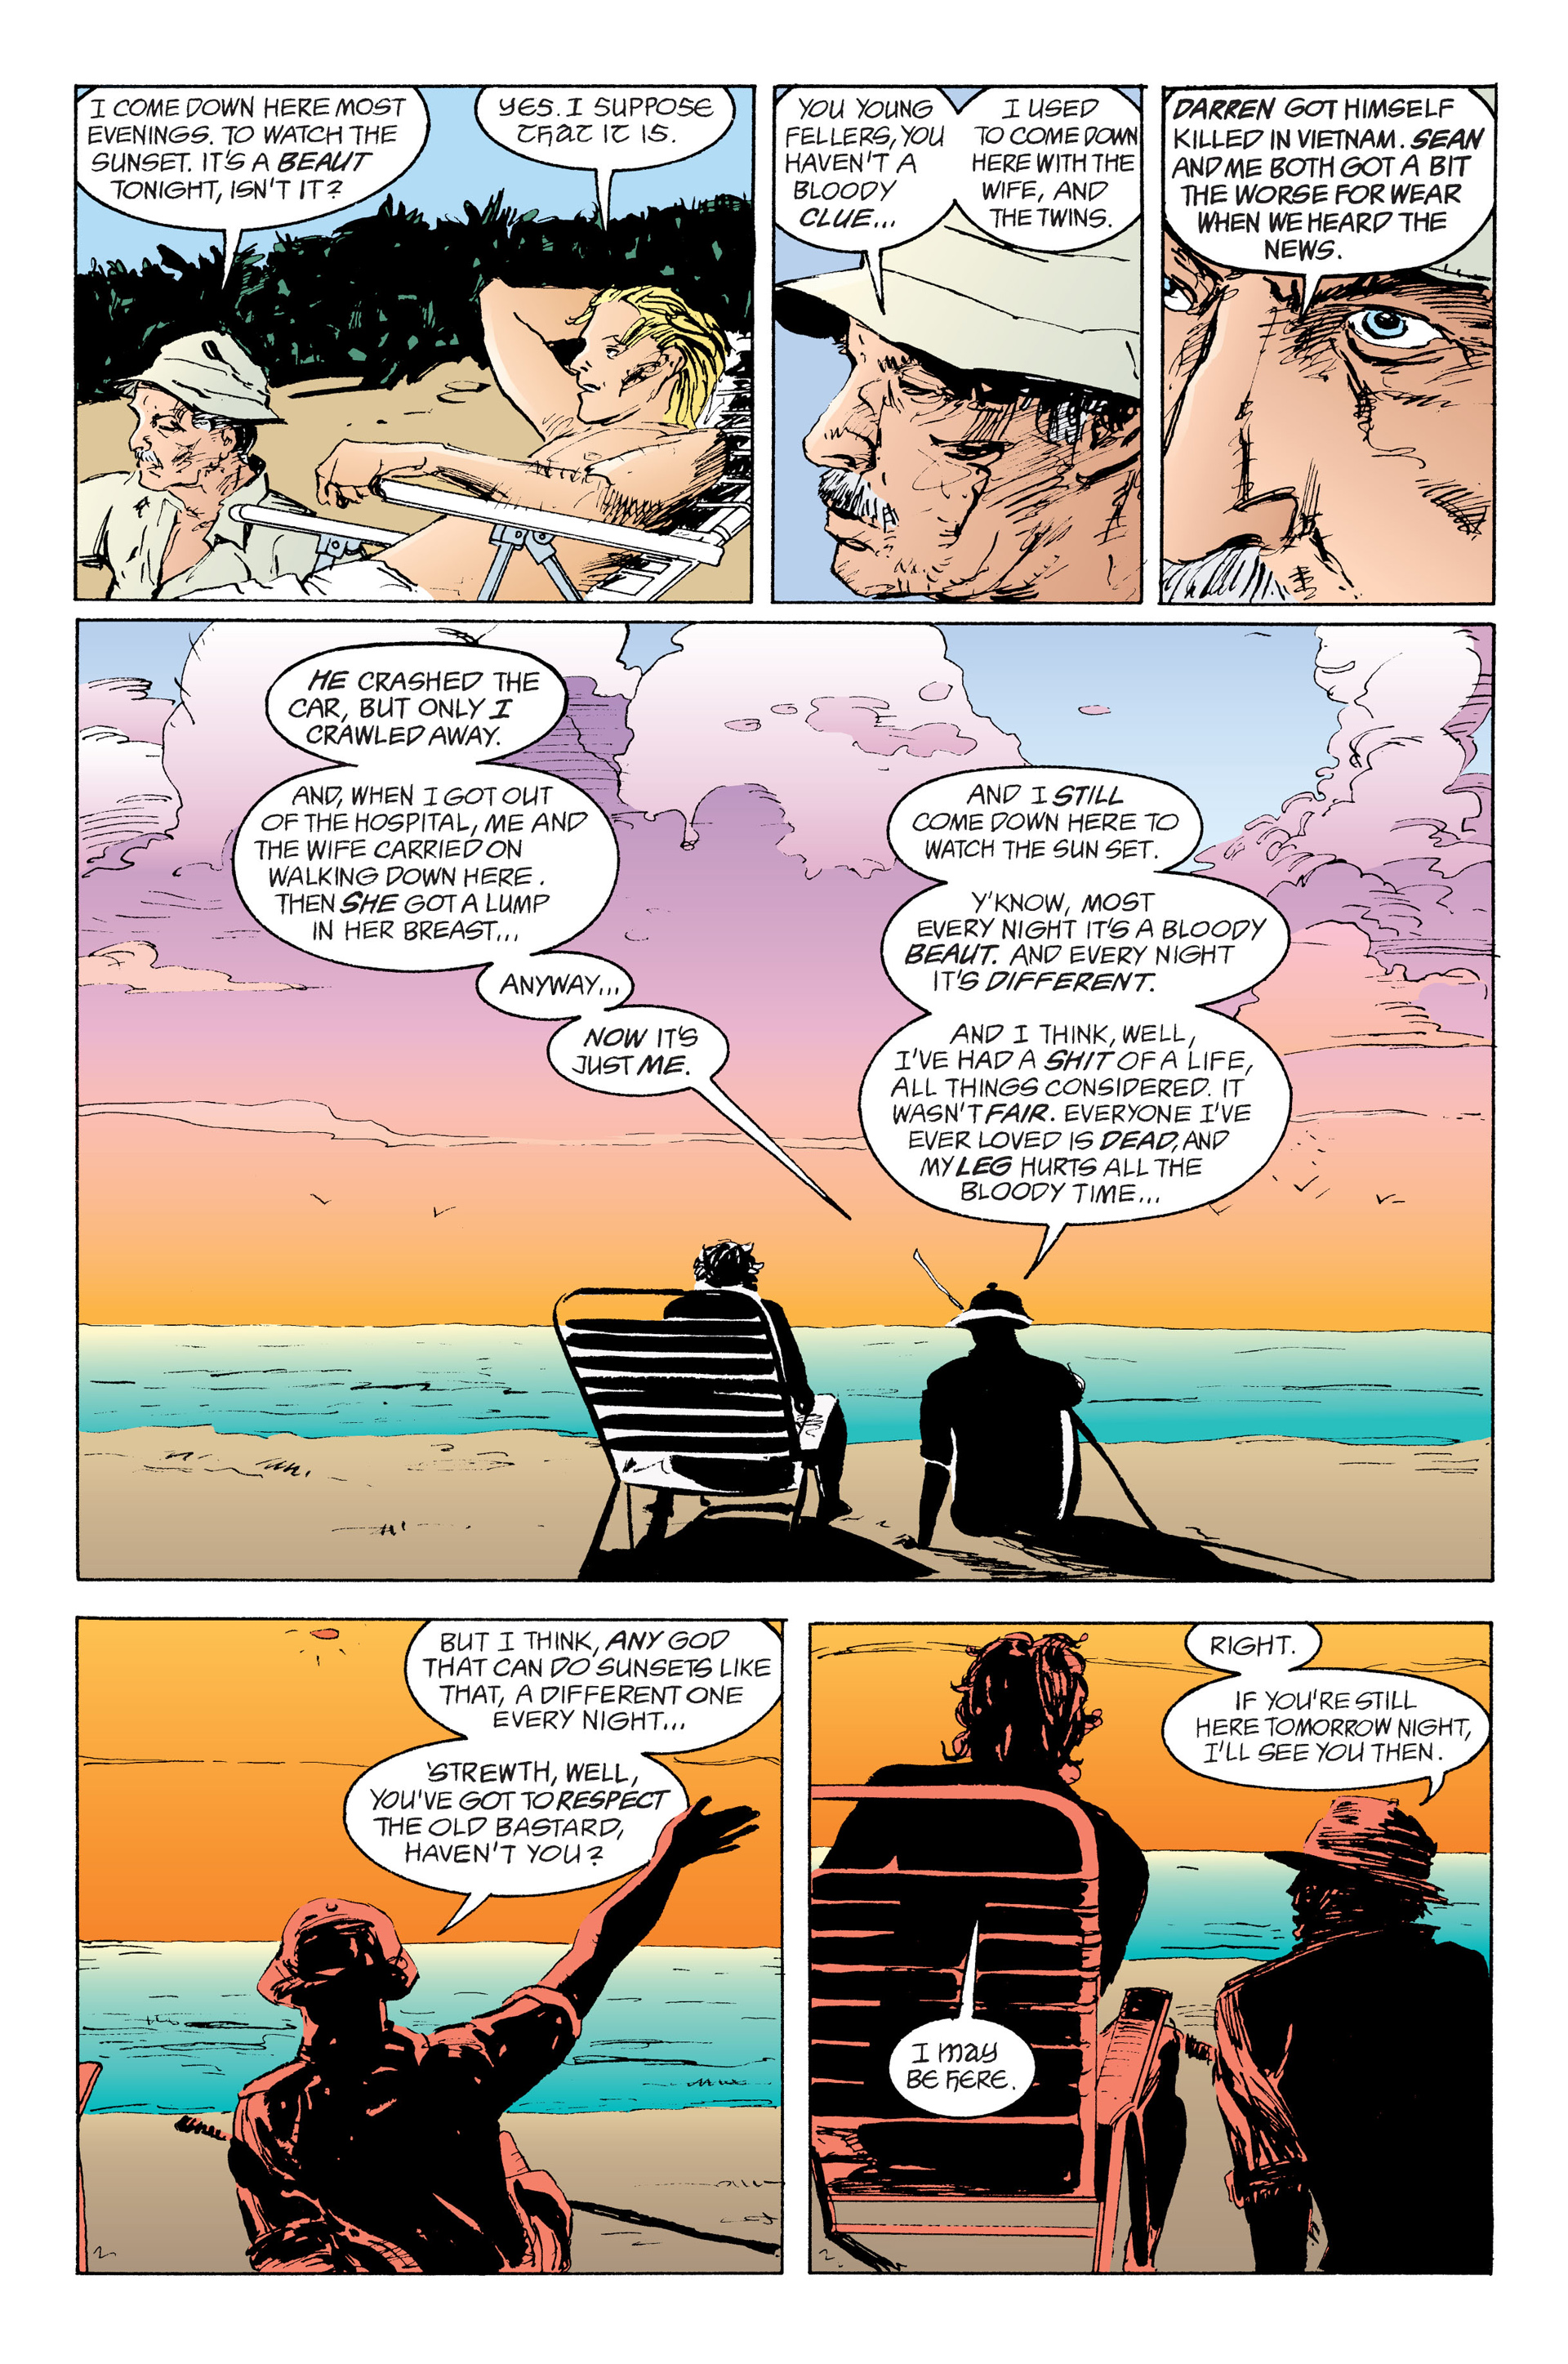 I COME DOWN HERE MOST
EVENINGS. TO WATCH THE
SUNSET. IT'S A BEAUT
TONIGHT, ISN'T IT?
YES. I SUPPOSE
THAT IT IS.
YOU YOUNG
FELLERS, YOU
HAVEN'T A
BLOODY
CLUE...
I USED
TO COME DOWN
HERE WITH THE
WIFE, AND
THE TWINS.
DARREN GOT HIMSELF
KILLED IN VIETNAM. SEAN
AND ME BOTH GOT A BIT
THE WORSE FOR WEAR
WHEN WE HEARD THE
NEWS.
HE CRASHED THE
CAR, BUT ONLY I
CRAWLED AWAY.
AND, WHEN I GOT OUT
OF THE HOSPITAL, ME AND
THE WIFE CARRIED ON
WALKING DOWN HERE.
THEN SHE GOT A LUMP
IN HER BREAST...
ANYWAY...
NOW IT'S
JUST ME.
AND I STILL
COME DOWN HERE TO
WATCH THE SUN SET.
Y'KNOW, MOST
EVERY NIGHT IT'S A BLOODY
BEAUT. AND EVERY NIGHT
IT'S DIFFERENT.
AND I THINK, WELL,
I'VE HAD A SHIT OF A LIFE,
ALL THINGS CONSIDERED. IT
WASN'T FAIR. EVERYONE I'VE
EVER LOVED IS DEAD, AND
MY LEG HURTS ALL THE
BLOODY TIME...
BUT I THINK, ANY GOD
THAT CAN DO SUNSETS LIKE
THAT, A DIFFERENT ONE
EVERY NIGHT...
'STREWTH, WELL,
YOU'VE GOT TO RESPECT
THE OLD BASTARD,
HAVEN'T YOU?
RIGHT.
IF YOU'RE STILL
HERE TOMORROW NIGHT,
I'LL SEE YOU THEN.
I MAY
BE HERE.